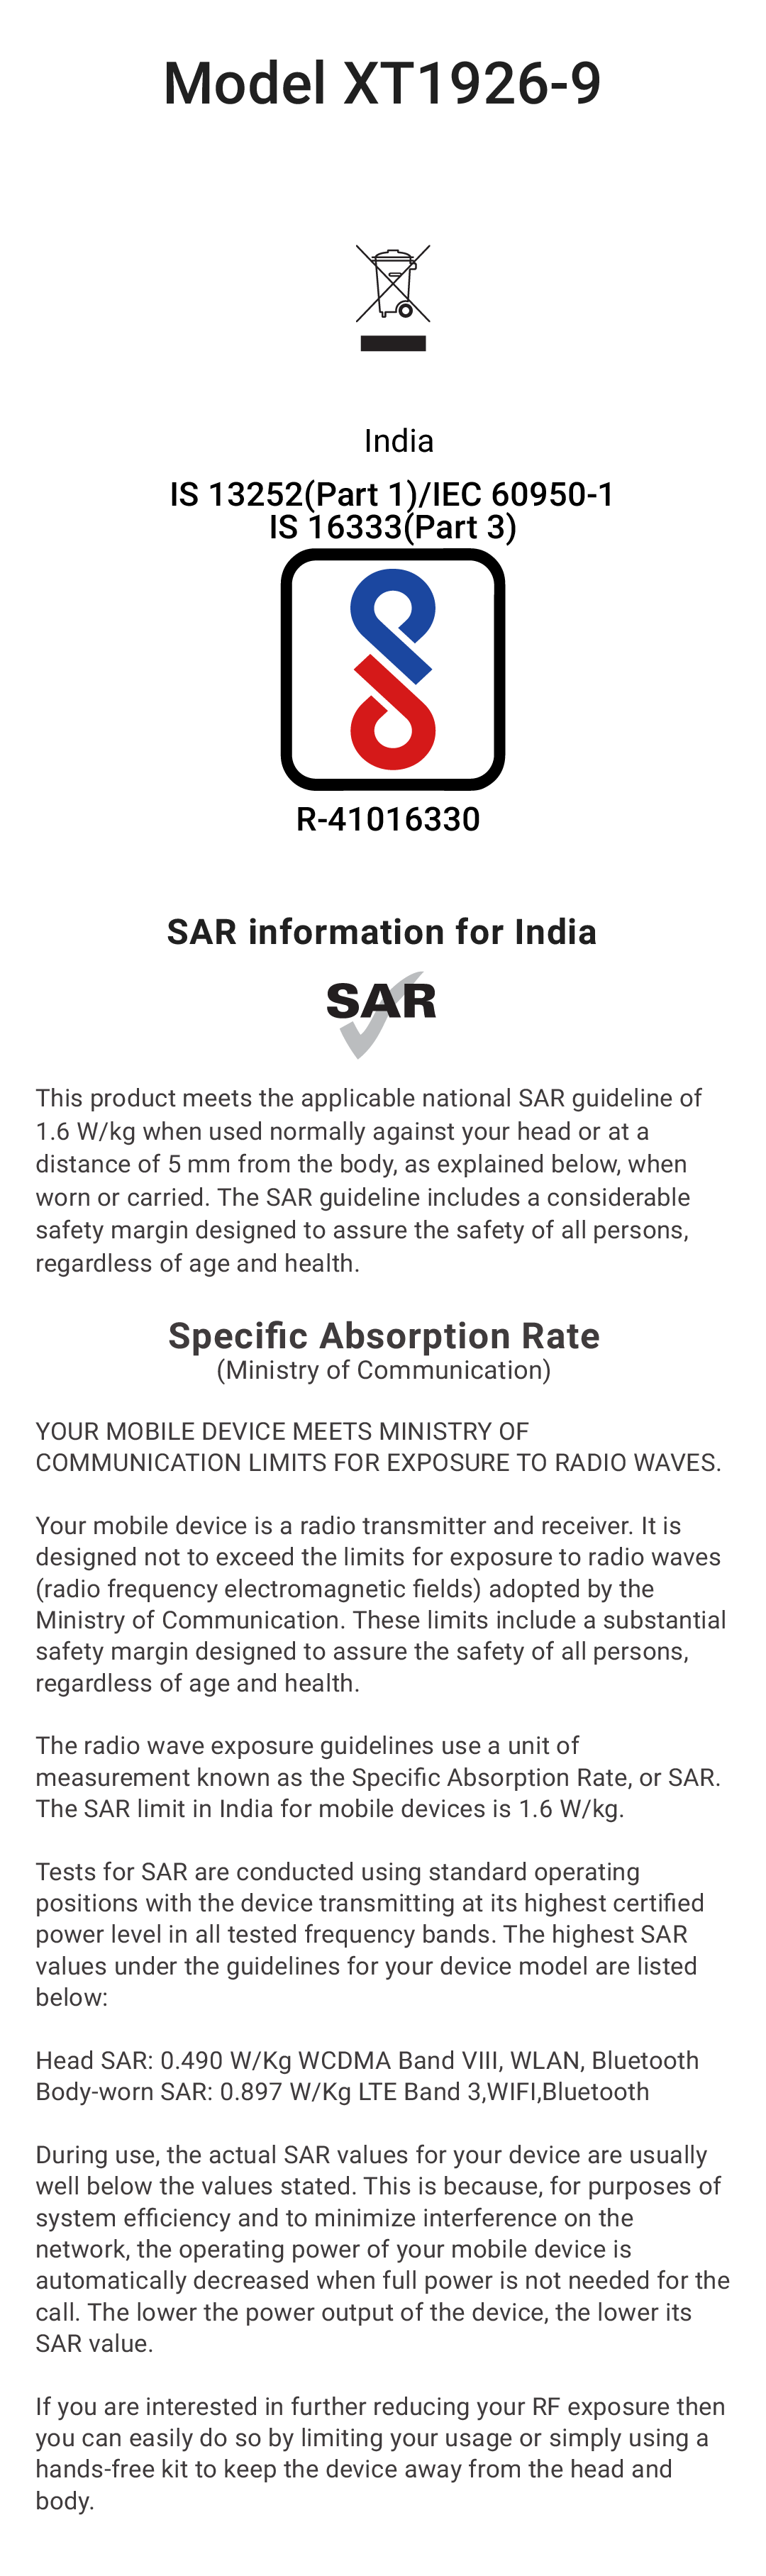 Model XT1926-9
India
IS 13252(Part 1)/IEC 60950-1
IS 16333(Part 3)
R-41016330
SAR information for India
SAR
This product meets the applicable national SAR guideline of
1.6 W/kg when used normally against your head or at a
distance of 5 mm from the body, as explained below, when
worn or carried. The SAR guideline includes a considerable
safety margin designed to assure the safety of all persons,
regardless of age and health.
Specific Absorption Rate
(Ministry of Communication)
YOUR MOBILE DEVICE MEETS MINISTRY OF
COMMUNICATION LIMITS FOR EXPOSURE TO RADIO WAVES.
Your mobile device is a radio transmitter and receiver. It is
designed not to exceed the limits for exposure to radio waves
(radio frequency electromagnetic fields) adopted by the
Ministry of Communication. These limits include a substantial
safety margin designed to assure the safety of all persons,
regardless of age and health.
The radio wave exposure guidelines use a unit of
measurement known as the Specific Absorption Rate, or SAR.
The SAR limit in India for mobile devices is 1.6 W/kg.
Tests for SAR are conducted using standard operating
positions with the device transmitting at its highest certified
power level in all tested frequency bands. The highest SAR
values under the guidelines for your device model are listed
below:
Head SAR: 0.490 W/Kg WCDMA Band VIII, WLAN, Bluetooth
Body-worn SAR: 0.897 W/Kg LTE Band 3,WIFI,Bluetooth
During use, the actual SAR values for your device are usually
well below the values stated. This is because, for purposes of
system efficiency and to minimize interference on the
network, the operating power of your mobile device is
automatically decreased when full power is not needed for the
call. The lower the power output of the device, the lower its
SAR value.
If you are interested in further reducing your RF exposure then
you can easily do so by limiting your usage or simply using a
hands-free kit to keep the device away from the head and
body.